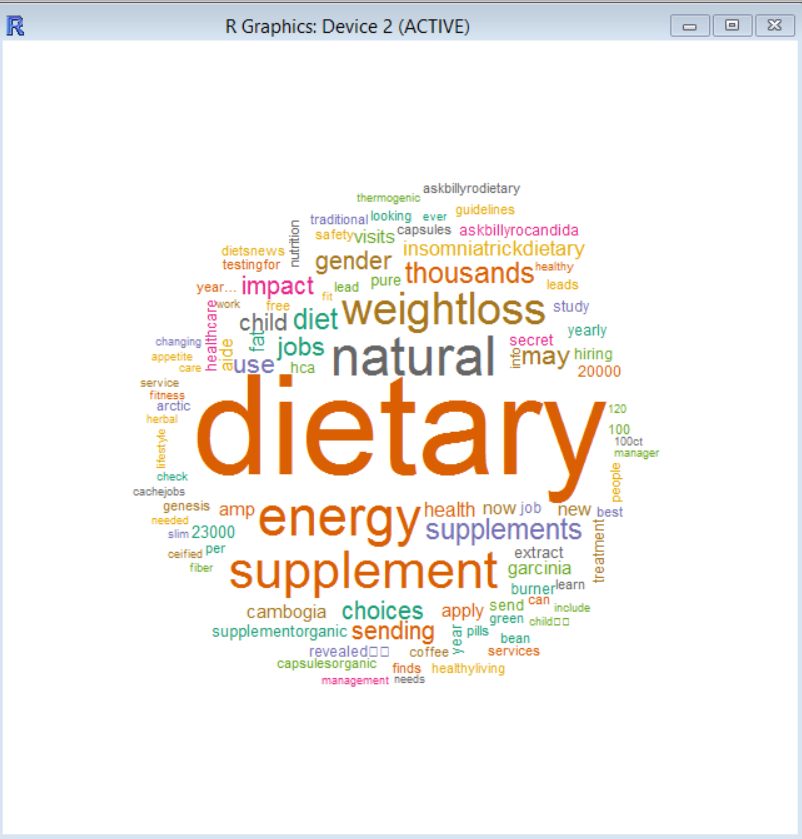 R Graphics: Device 2 (ACTIVE)
askbillyrodietary
thermogenic
guidelines
traditional looking ever
nutrition
safety visits capsules askbillyrocandida
dietsnews insomniatrickdietary
testingfor gender thousands healthy
year... impact lead pure leads
fit
work free weightloss study
healthcare child diet
yearly
changing aide fat jobs natural secret
appetite info may hiring
care use hca 20000
service
fitness
arctic dietary 120
herbal
100
100ct
lifestyle manager
check people
cachejobs
genesis amp energy health now job new best
needed supplements
slim 23000
ceified per extract treatment
fiber supplement garcinia
burner learn
cambogia choices apply send can include
green child
supplementorganic sending year pills bean
revealed coffee services
capsulesorganic finds healthyliving
management needs